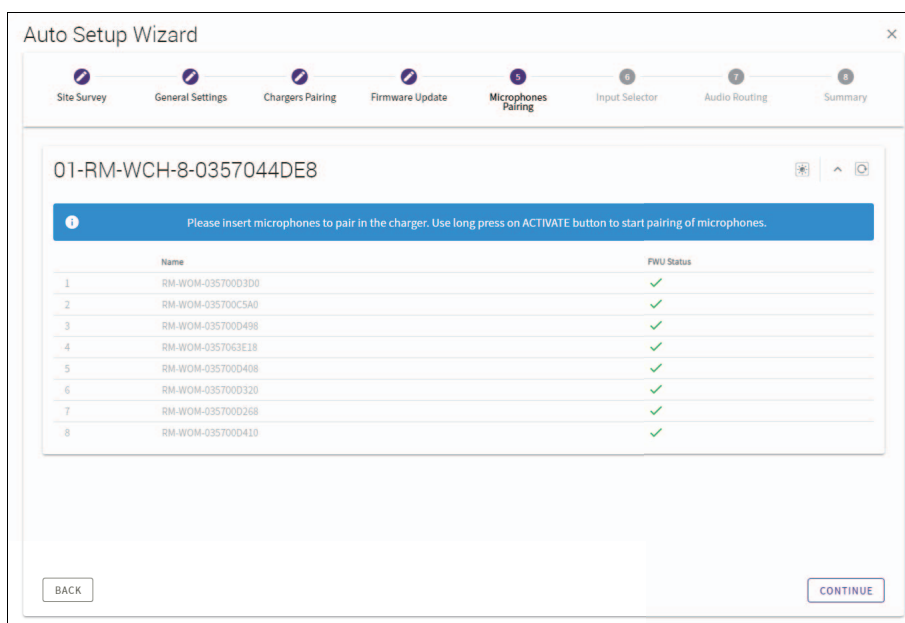 Auto Setup Wizard
5 6 7 8
Site Survey General Settings Chargers Pairing Firmware Update Microphones Pairing Input Selector Audio Routing Summary
01-RM-WCH-8-0357044DE8
Please insert microphones to pair in the charger. Use long press on ACTIVATE button to start pairing of microphones.
Name FWU Status
1 RM-WOM-035700D3D0
2 RM-WOM-035700C5A0
3 RM-WOM-035700D498
4 RM-WOM-0357063E18
5 RM-WOM-035700D408
6 RM-WOM-035700D320
7 RM-WOM-035700D268
8 RM-WOM-035700D410
BACK CONTINUE